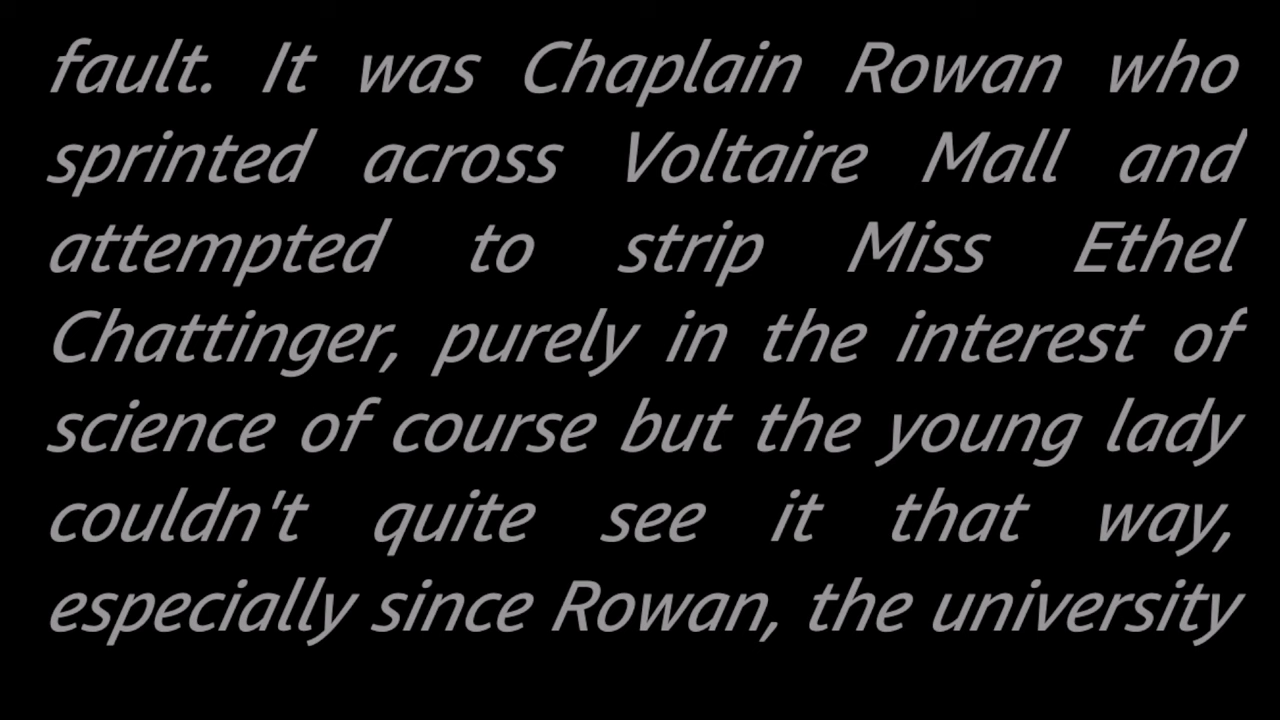 fault. It was Chaplain Rowan who
sprinted across Voltaire Mall and
attempted to strip Miss Ethel
Chattinger, purely in the interest of
science of course but the young lady
couldn't quite see it that way,
especially since Rowan, the university